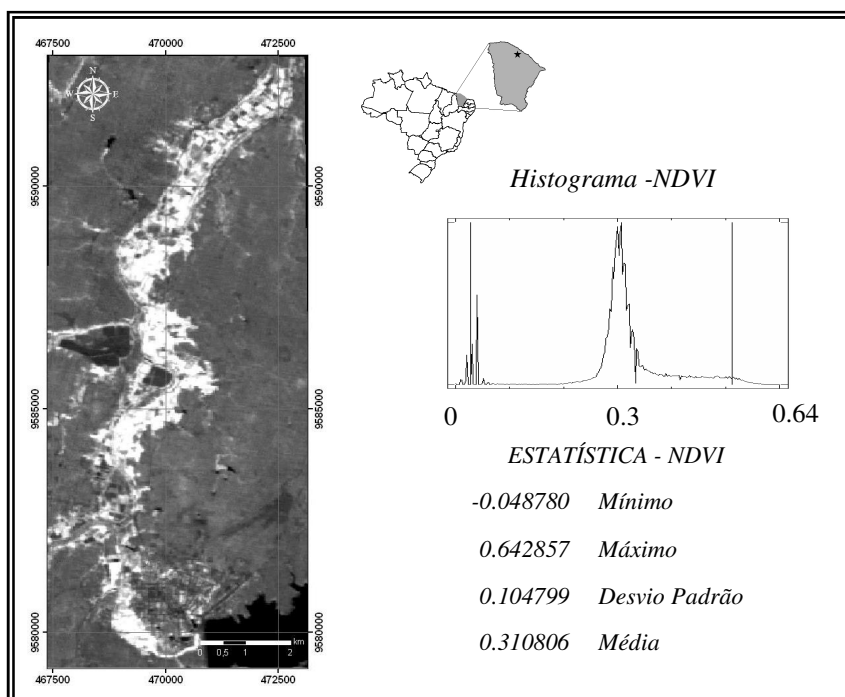 467500 470000 472500
N
W E
S
9590000 9590000
9585000 9585000
9580000 9580000
km
0 0,5 1 2
467500 470000 472500
Histograma -NDVI
0 0.3 0.64
ESTATÍSTICA - NDVI
-0.048780 Mínimo
0.642857 Máximo
0.104799 Desvio Padrão
0.310806 Média